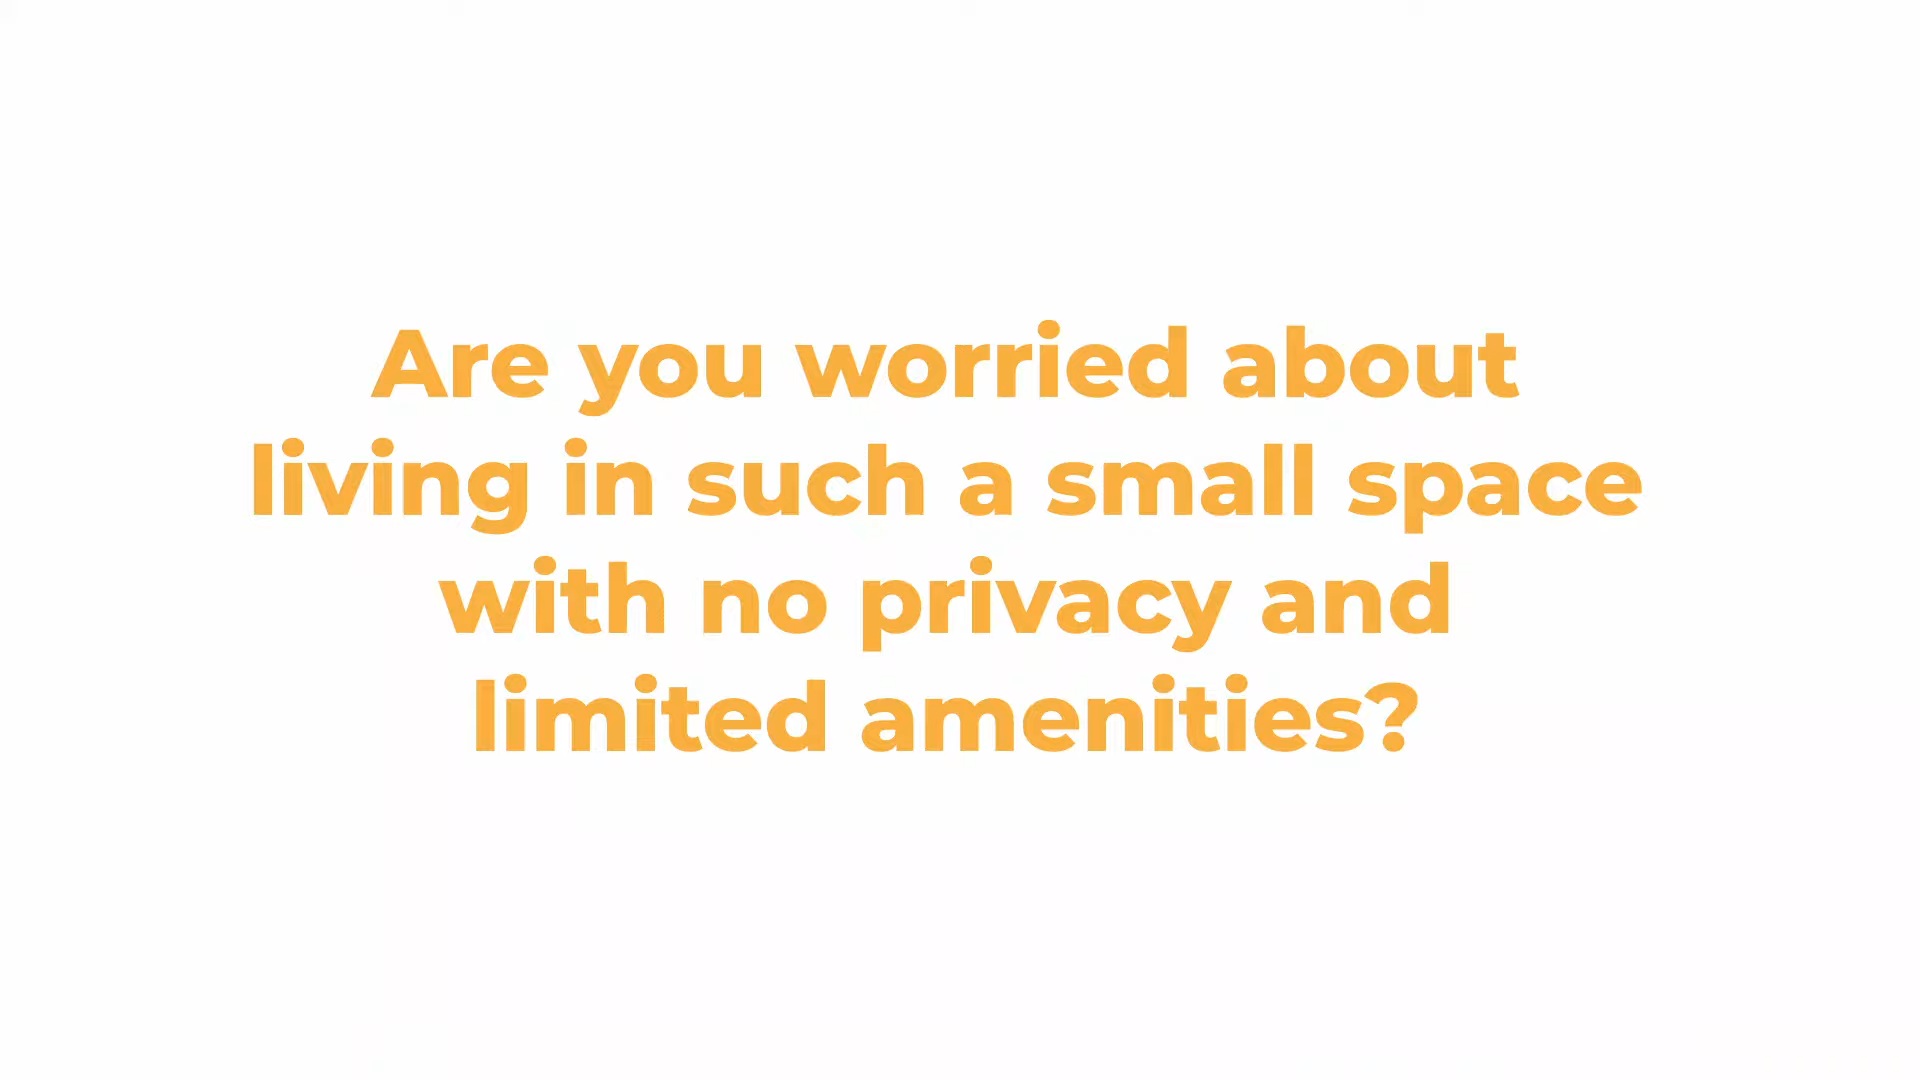 Are you worried about
living in such a small space
with no privacy and
limited amenities?